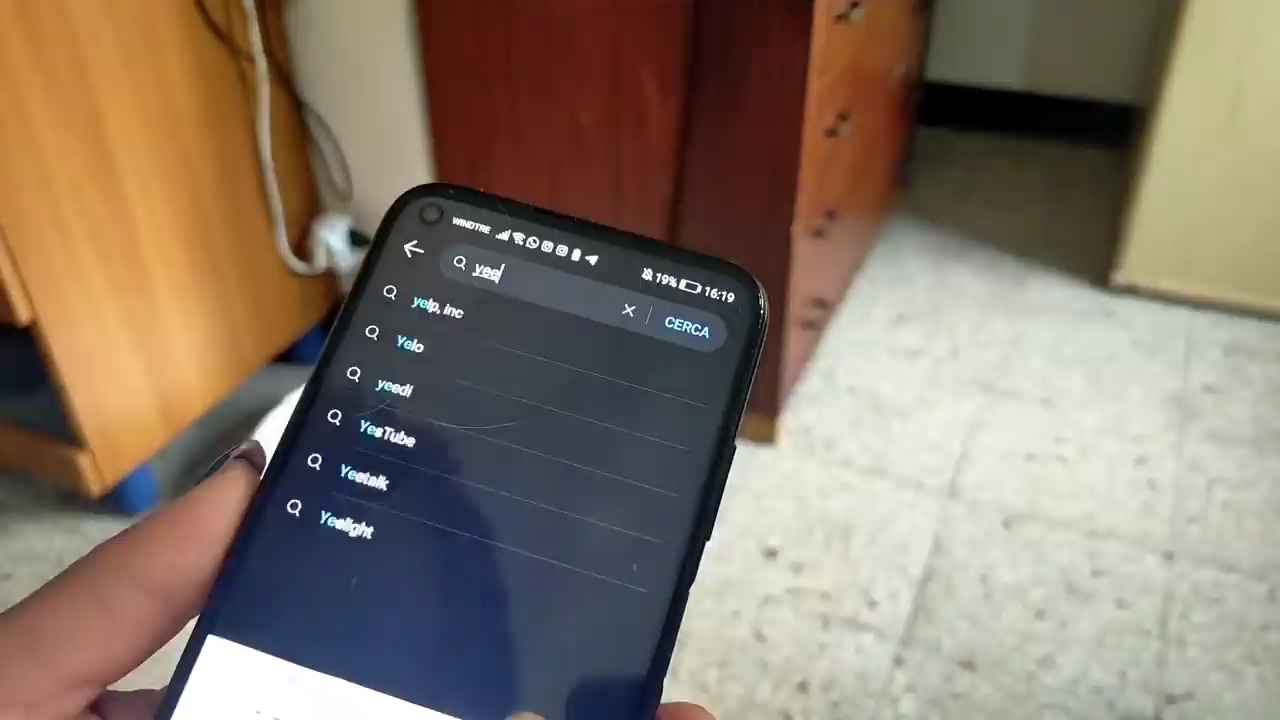 WINDTRE 19% 16:19
yee CERCA
yelp, inc
Yelo
yeedi
YesTube
Yeetalk
Yeelight